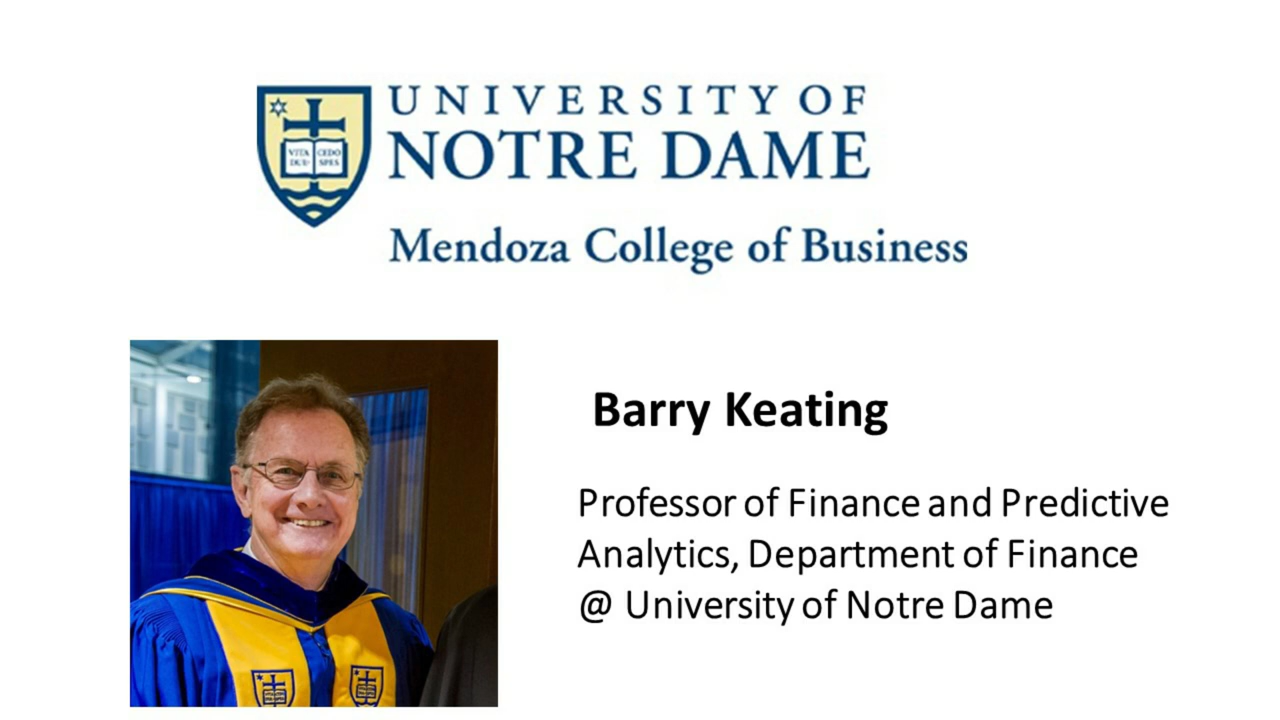 UNIVERSITY OF
NOTRE DAME
VITA CEDO
DUL SPES
Mendoza College of Business
Barry Keating
Professor of Finance and Predictive
Analytics, Department of Finance
@ University of Notre Dame